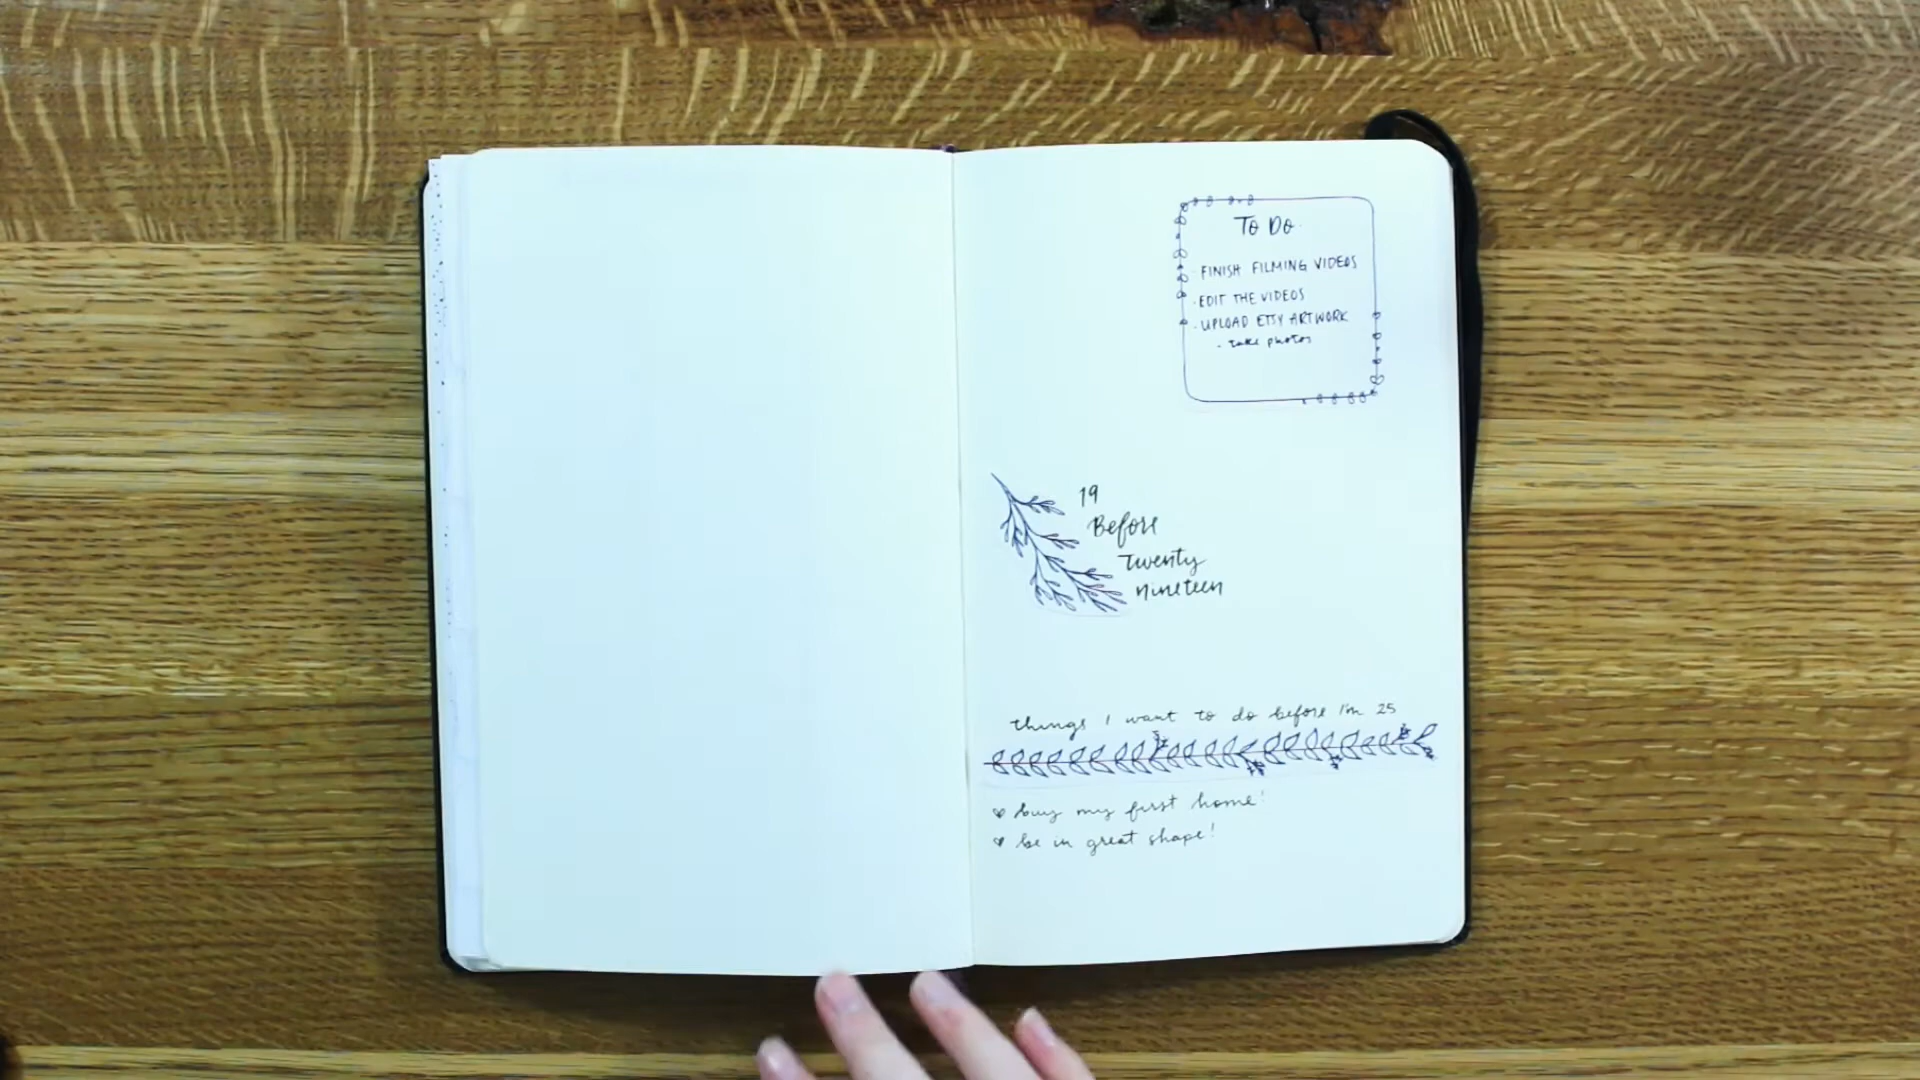 To Do
· FINISH FILMING VIDEOS
· EDIT THE VIDEOS
· UPLOAD ETSY ARTWORK
- take photos
19
Before
Twenty
nineteen
things I want to do before I'm 25
♥ buy my first home!
♥ be in great shape!